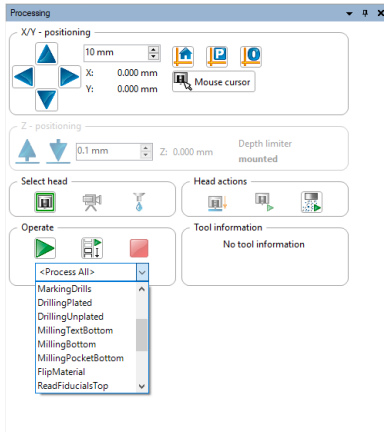 Processing
X/Y - positioning
10 mm
X: 0.000 mm
Y: 0.000 mm
Mouse cursor
Z - positioning
0.1 mm
Z: 0.000 mm
Depth limiter
mounted
Select head
Head actions
Operate
Tool information
No tool information
<Process All>
MarkingDrills
DrillingPlated
DrillingUnplated
MillingTextBottom
MillingBottom
MillingPocketBottom
FlipMaterial
ReadFiducialsTop